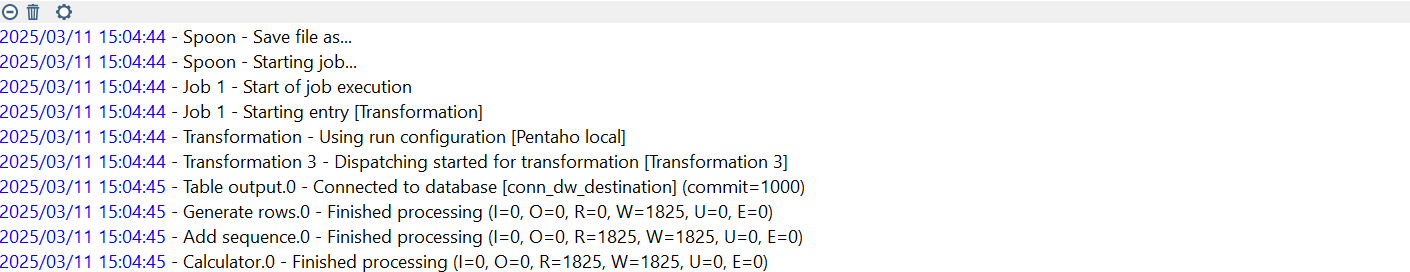 2025/03/11 15:04:44 - Spoon - Save file as...
2025/03/11 15:04:44 - Spoon - Starting job...
2025/03/11 15:04:44 - Job 1 - Start of job execution
2025/03/11 15:04:44 - Job 1 - Starting entry [Transformation]
2025/03/11 15:04:44 - Transformation - Using run configuration [Pentaho local]
2025/03/11 15:04:44 - Transformation 3 - Dispatching started for transformation [Transformation 3]
2025/03/11 15:04:45 - Table output.0 - Connected to database [conn_dw_destination] (commit=1000)
2025/03/11 15:04:45 - Generate rows.0 - Finished processing (I=0, O=0, R=0, W=1825, U=0, E=0)
2025/03/11 15:04:45 - Add sequence.0 - Finished processing (I=0, O=0, R=1825, W=1825, U=0, E=0)
2025/03/11 15:04:45 - Calculator.0 - Finished processing (I=0, O=0, R=1825, W=1825, U=0, E=0)